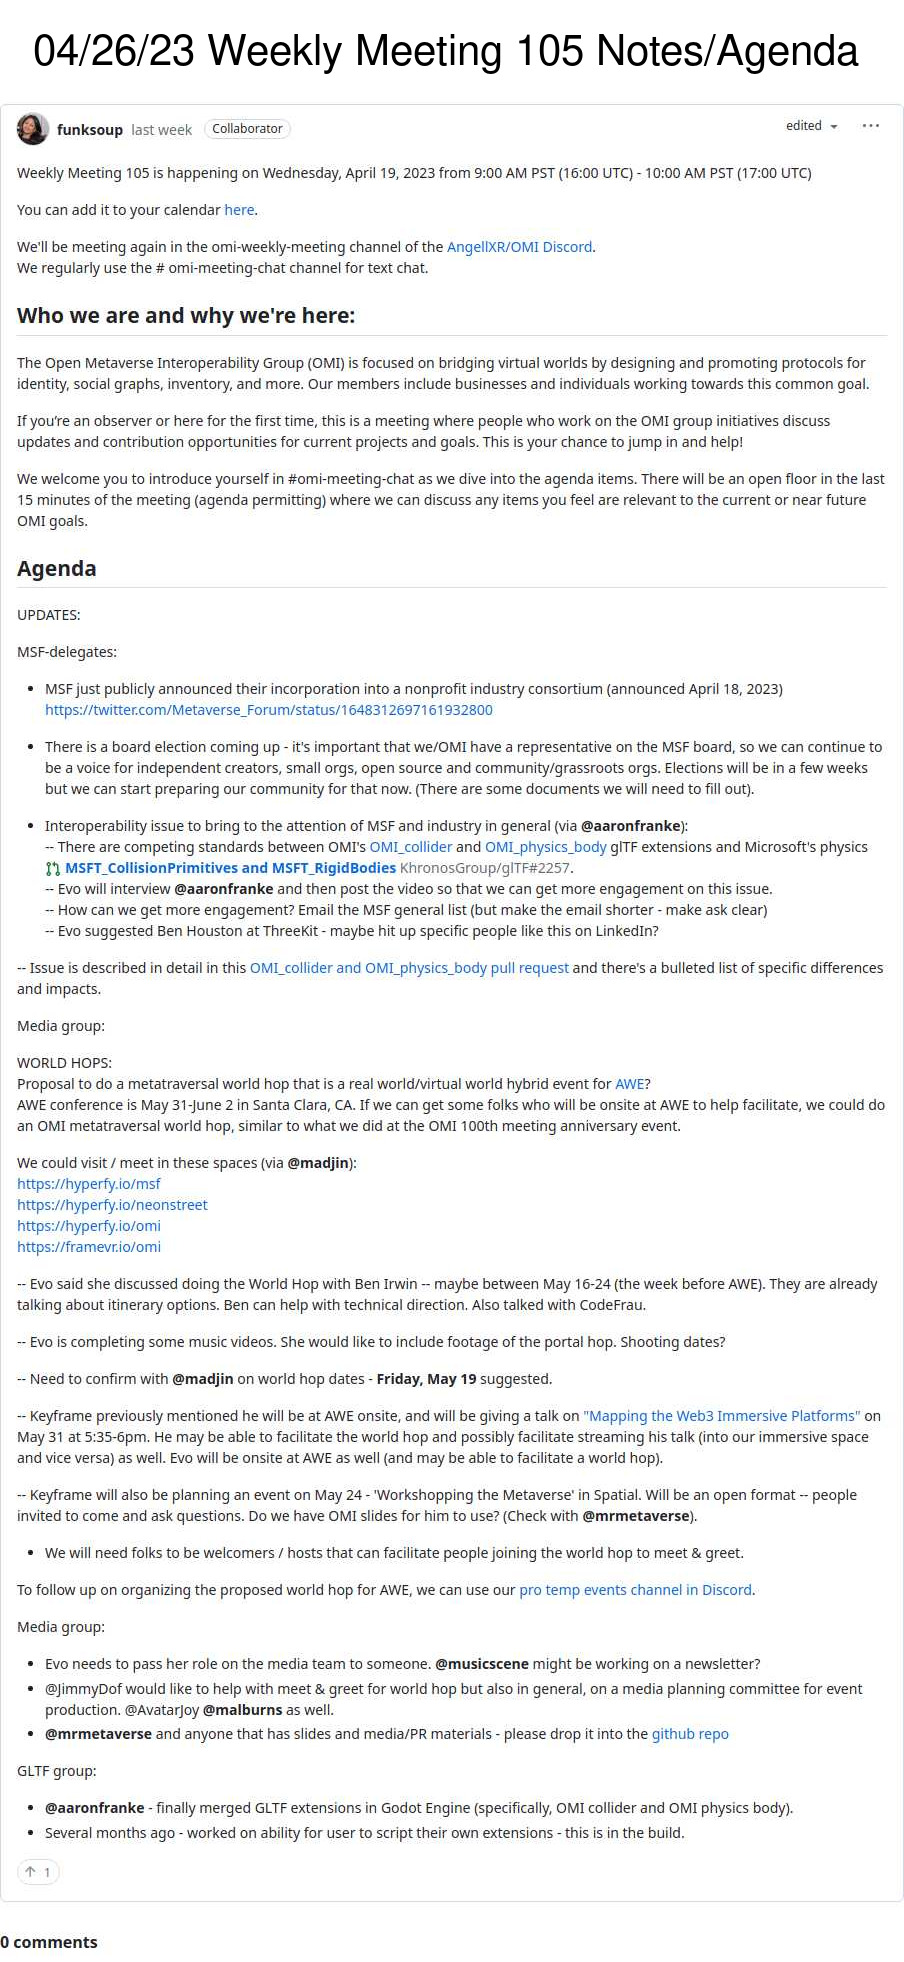 04/26/23 Weekly Meeting 105 Notes/Agenda
funksoup last week Collaborator edited
Weekly Meeting 105 is happening on Wednesday, April 19, 2023 from 9:00 AM PST (16:00 UTC) - 10:00 AM PST (17:00 UTC)
You can add it to your calendar here.
We'll be meeting again in the omi-weekly-meeting channel of the AngellXR/OMI Discord.
We regularly use the # omi-meeting-chat channel for text chat.
Who we are and why we're here:
The Open Metaverse Interoperability Group (OMI) is focused on bridging virtual worlds by designing and promoting protocols for
identity, social graphs, inventory, and more. Our members include businesses and individuals working towards this common goal.
If you're an observer or here for the first time, this is a meeting where people who work on the OMI group initiatives discuss
updates and contribution opportunities for current projects and goals. This is your chance to jump in and help!
We welcome you to introduce yourself in #omi-meeting-chat as we dive into the agenda items. There will be an open floor in the last
15 minutes of the meeting (agenda permitting) where we can discuss any items you feel are relevant to the current or near future
OMI goals.
Agenda
UPDATES:
MSF-delegates:
• MSF just publicly announced their incorporation into a nonprofit industry consortium (announced April 18, 2023)
https://twitter.com/Metaverse_Forum/status/1648312697161932800
• There is a board election coming up - it's important that we/OMI have a representative on the MSF board, so we can continue to
be a voice for independent creators, small orgs, open source and community/grassroots orgs. Elections will be in a few weeks
but we can start preparing our community for that now. (There are some documents we will need to fill out).
• Interoperability issue to bring to the attention of MSF and industry in general (via @aaronfranke):
-- There are competing standards between OMI's OMI_collider and OMI_physics_body glTF extensions and Microsoft's physics
MSFT_CollisionPrimitives and MSFT_RigidBodies KhronosGroup/glTF#2257.
-- Evo will interview @aaronfranke and then post the video so that we can get more engagement on this issue.
-- How can we get more engagement? Email the MSF general list (but make the email shorter - make ask clear)
-- Evo suggested Ben Houston at ThreeKit - maybe hit up specific people like this on LinkedIn?
-- Issue is described in detail in this OMI_collider and OMI_physics_body pull request and there's a bulleted list of specific differences
and impacts.
Media group:
WORLD HOPS:
Proposal to do a metatraversal world hop that is a real world/virtual world hybrid event for AWE?
AWE conference is May 31-June 2 in Santa Clara, CA. If we can get some folks who will be onsite at AWE to help facilitate, we could do
an OMI metatraversal world hop, similar to what we did at the OMI 100th meeting anniversary event.
We could visit / meet in these spaces (via @madjin):
https://hyperfy.io/msf
https://hyperfy.io/neonstreet
https://hyperfy.io/omi
https://framevr.io/omi
-- Evo said she discussed doing the World Hop with Ben Irwin -- maybe between May 16-24 (the week before AWE). They are already
talking about itinerary options. Ben can help with technical direction. Also talked with CodeFrau.
-- Evo is completing some music videos. She would like to include footage of the portal hop. Shooting dates?
-- Need to confirm with @madjin on world hop dates - Friday, May 19 suggested.
-- Keyframe previously mentioned he will be at AWE onsite, and will be giving a talk on "Mapping the Web3 Immersive Platforms" on
May 31 at 5:35-6pm. He may be able to facilitate the world hop and possibly facilitate streaming his talk (into our immersive space
and vice versa) as well. Evo will be onsite at AWE as well (and may be able to facilitate a world hop).
-- Keyframe will also be planning an event on May 24 - 'Workshopping the Metaverse' in Spatial. Will be an open format -- people
invited to come and ask questions. Do we have OMI slides for him to use? (Check with @mrmetaverse).
• We will need folks to be welcomers / hosts that can facilitate people joining the world hop to meet & greet.
To follow up on organizing the proposed world hop for AWE, we can use our pro temp events channel in Discord.
Media group:
• Evo needs to pass her role on the media team to someone. @musicscene might be working on a newsletter?
• @JimmyDof would like to help with meet & greet for world hop but also in general, on a media planning committee for event
production. @AvatarJoy @malburns as well.
• @mrmetaverse and anyone that has slides and media/PR materials - please drop it into the github repo
GLTF group:
• @aaronfranke - finally merged GLTF extensions in Godot Engine (specifically, OMI collider and OMI physics body).
• Several months ago - worked on ability for user to script their own extensions - this is in the build.
1
0 comments